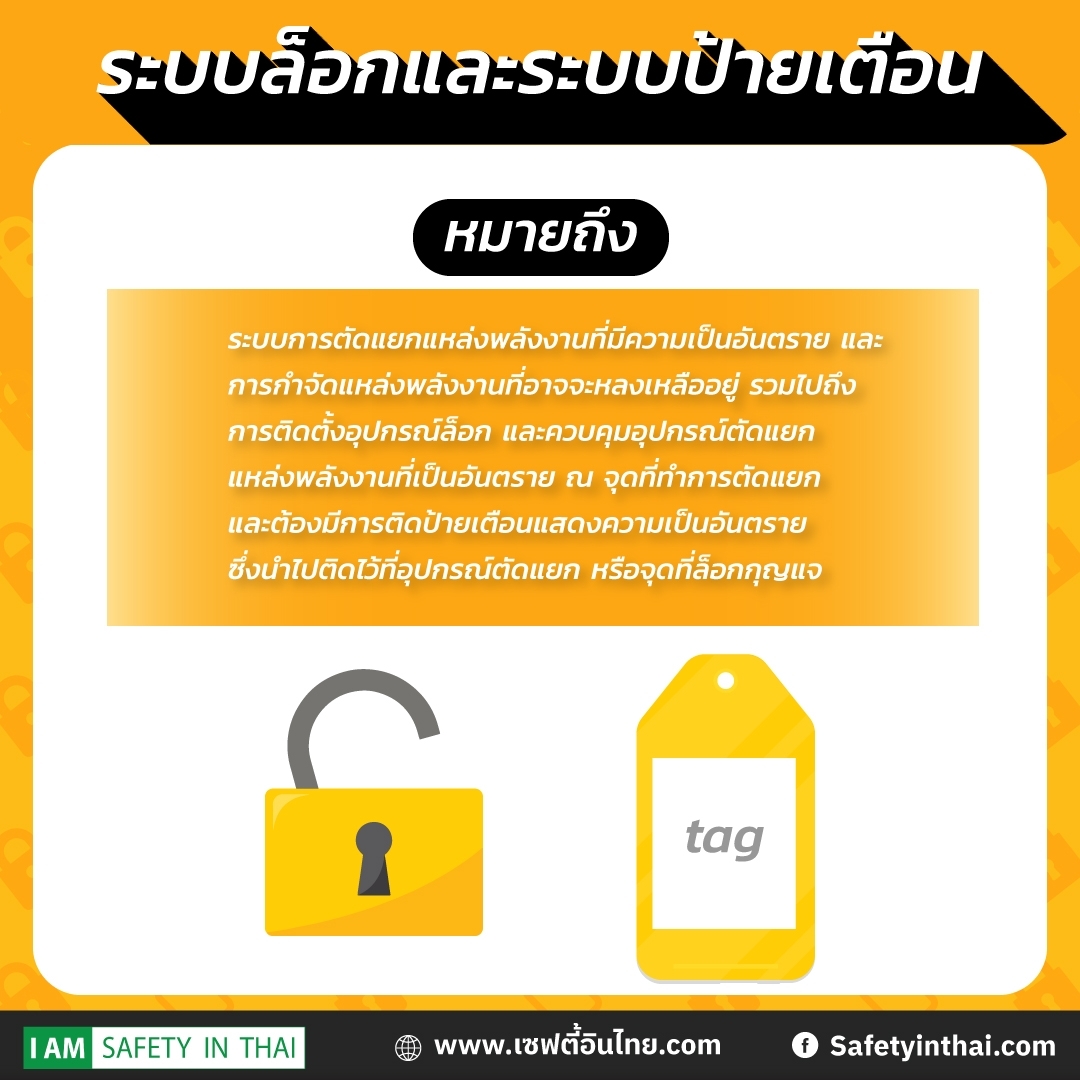 ระบบล็อกและระบบป้ายเตือน
หมายถึง
ระบบการตัดแยกแหล่งพลังงานที่มีความเป็นอันตราย และ
การกำจัดแหล่งพลังงานที่อาจจะหลงเหลืออยู่ รวมไปถึง
การติดตั้งอุปกรณ์ล็อก และควบคุมอุปกรณ์ตัดแยก
แหล่งพลังงานที่เป็นอันตราย ณ จุดที่ทำการตัดแยก
และต้องมีการติดป้ายเตือนแสดงความเป็นอันตราย
ซึ่งนำไปติดไว้ที่อุปกรณ์ตัดแยก หรือจุดที่ล็อกกุญแจ
tag
I AM SAFETY IN THAI
www.เซฟตี้อินไทย.com
Safetyinthai.com